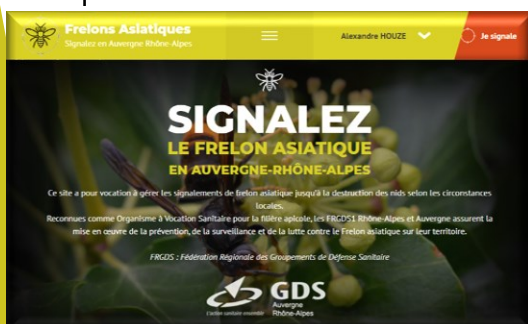 Frelons Asiatiques
Signalez en Auvergne Rhône-Alpes
Alexandre HOUZE
Je signale
SIGNALEZ
LE FRELON ASIATIQUE
EN AUVERGNE-RHÔNE-ALPES
Ce site a pour vocation à gérer les signalements de frelon asiatique jusqu'à la destruction des nids selon les circonstances
locales.
Reconnues comme Organisme à Vocation Sanitaire pour la filière apicole, les FRGDS1 Rhône-Alpes et Auvergne assurent la
mise en œuvre de la prévention, de la surveillance et de la lutte contre le Frelon asiatique sur leur territoire.
FRGDS : Fédération Régionale des Groupements de Défense Sanitaire
GDS
Auvergne
Rhône-Alpes
L'action sanitaire ensemble